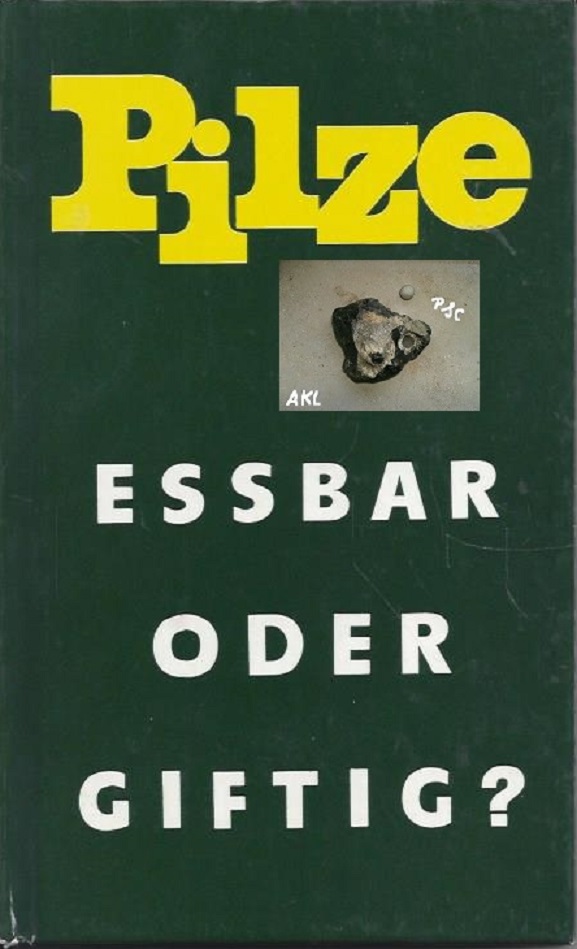 Pilze
PSC
AKL
ESSBAR
ODER
GIFTIG?